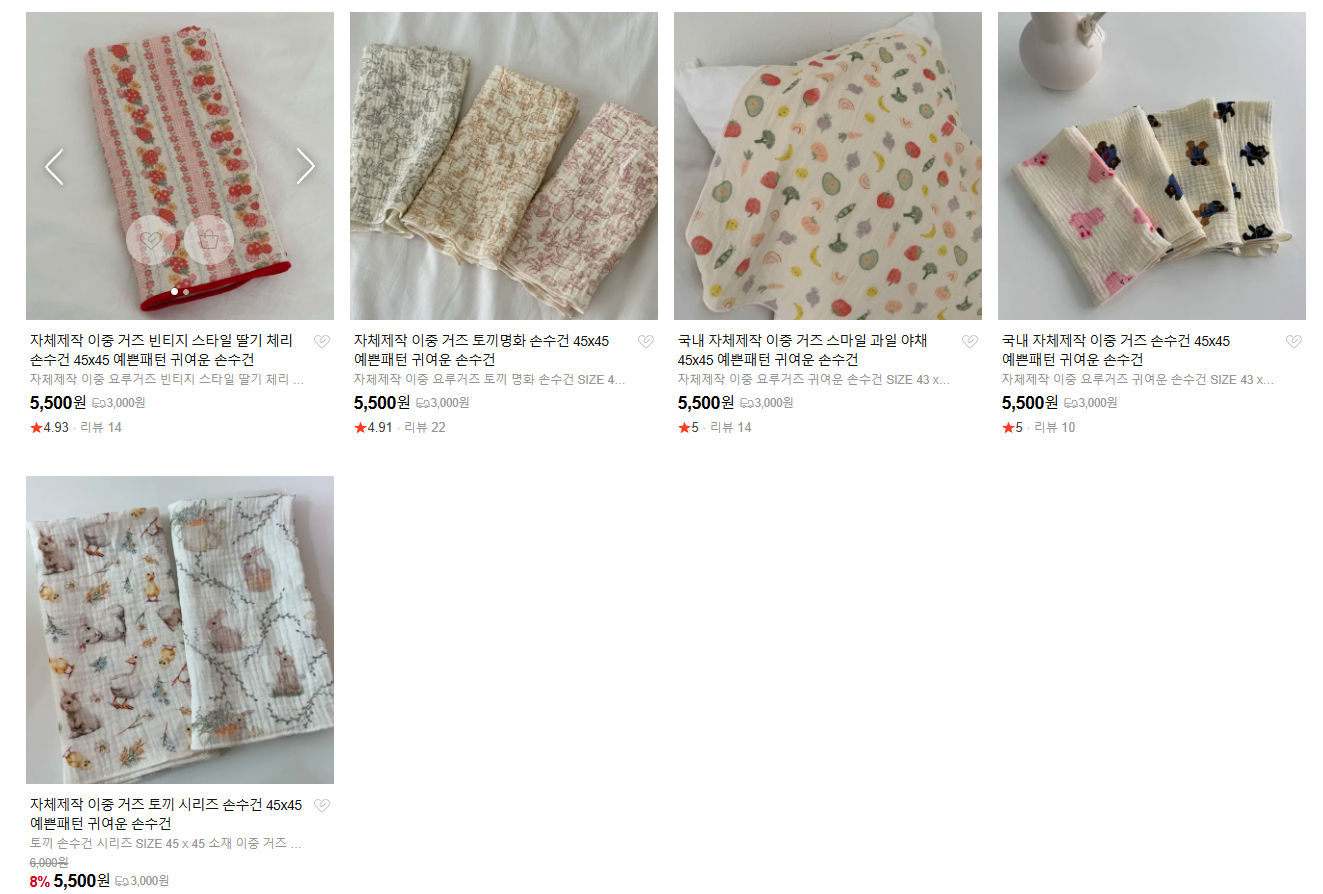 자체제작 이중 거즈 빈티지 스타일 딸기 체리
손수건 45x45 예쁜패턴 귀여운 손수건
자체제작 이중 요루거즈 빈티지 스타일 딸기 체리 ...
5,500원 3,000원
★4.93 · 리뷰 14
자체제작 이중 거즈 토끼명화 손수건 45x45
예쁜패턴 귀여운 손수건
자체제작 이중 요루거즈 토끼 명화 손수건 SIZE 4...
5,500원 3,000원
★4.91 · 리뷰 22
국내 자체제작 이중 거즈 스마일 과일 야채
45x45 예쁜패턴 귀여운 손수건
자체제작 이중 요루거즈 귀여운 손수건 SIZE 43 x...
5,500원 3,000원
★5 · 리뷰 14
국내 자체제작 이중 거즈 손수건 45x45
예쁜패턴 귀여운 손수건
자체제작 이중 요루거즈 귀여운 손수건 SIZE 43 x...
5,500원 3,000원
★5 · 리뷰 10
자체제작 이중 거즈 토끼 시리즈 손수건 45x45
예쁜패턴 귀여운 손수건
토끼 손수건 시리즈 SIZE 45 x 45 소재 이중 거즈 ...
6,000원
8% 5,500원 3,000원